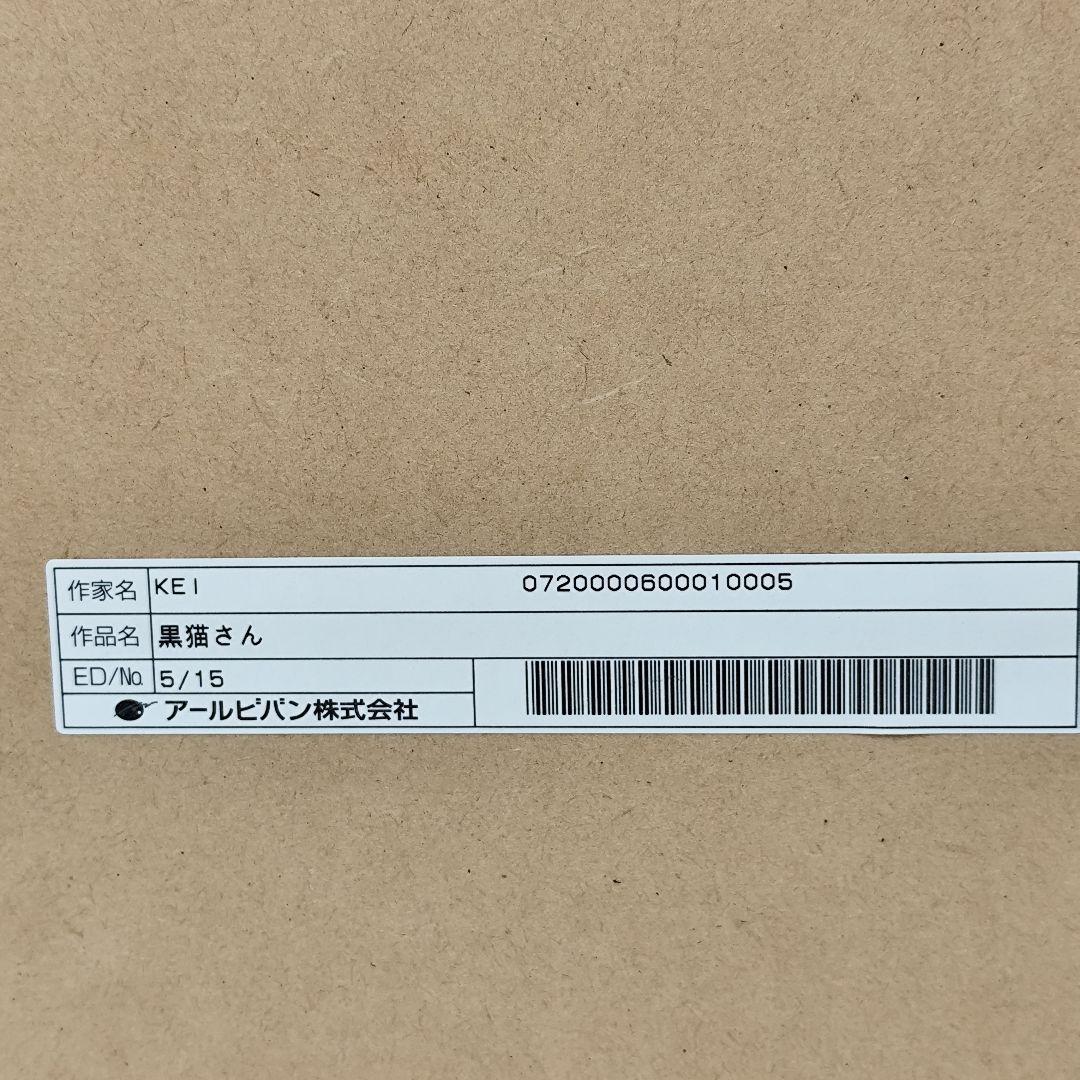 作家名 KEI 0720000600010005
作品名 黒猫さん
ED/No. 5/15
アールビバン株式会社